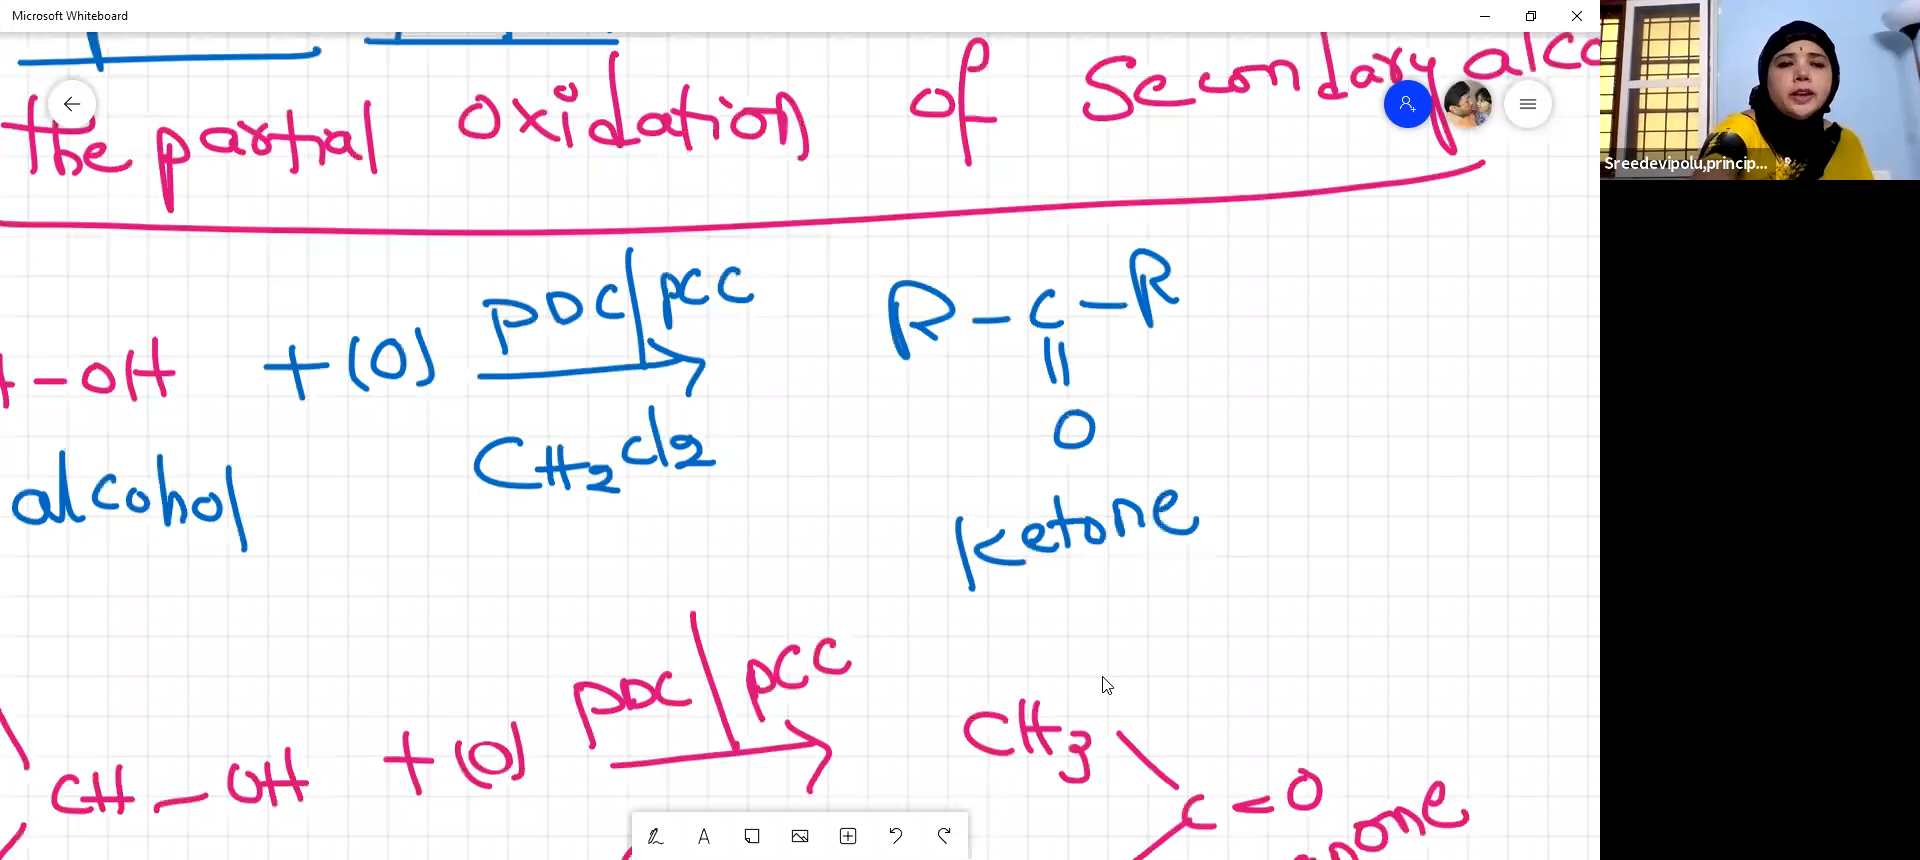 Microsoft Whiteboard
the partial oxidation of Secondary alco
Sreedevipolu,princip...
-OH + (O) PDC/PCC R-C-R
CH2Cl2 || O
alcohol ketone
CH-OH + (O) PDC/PCC CH3
C=O
none